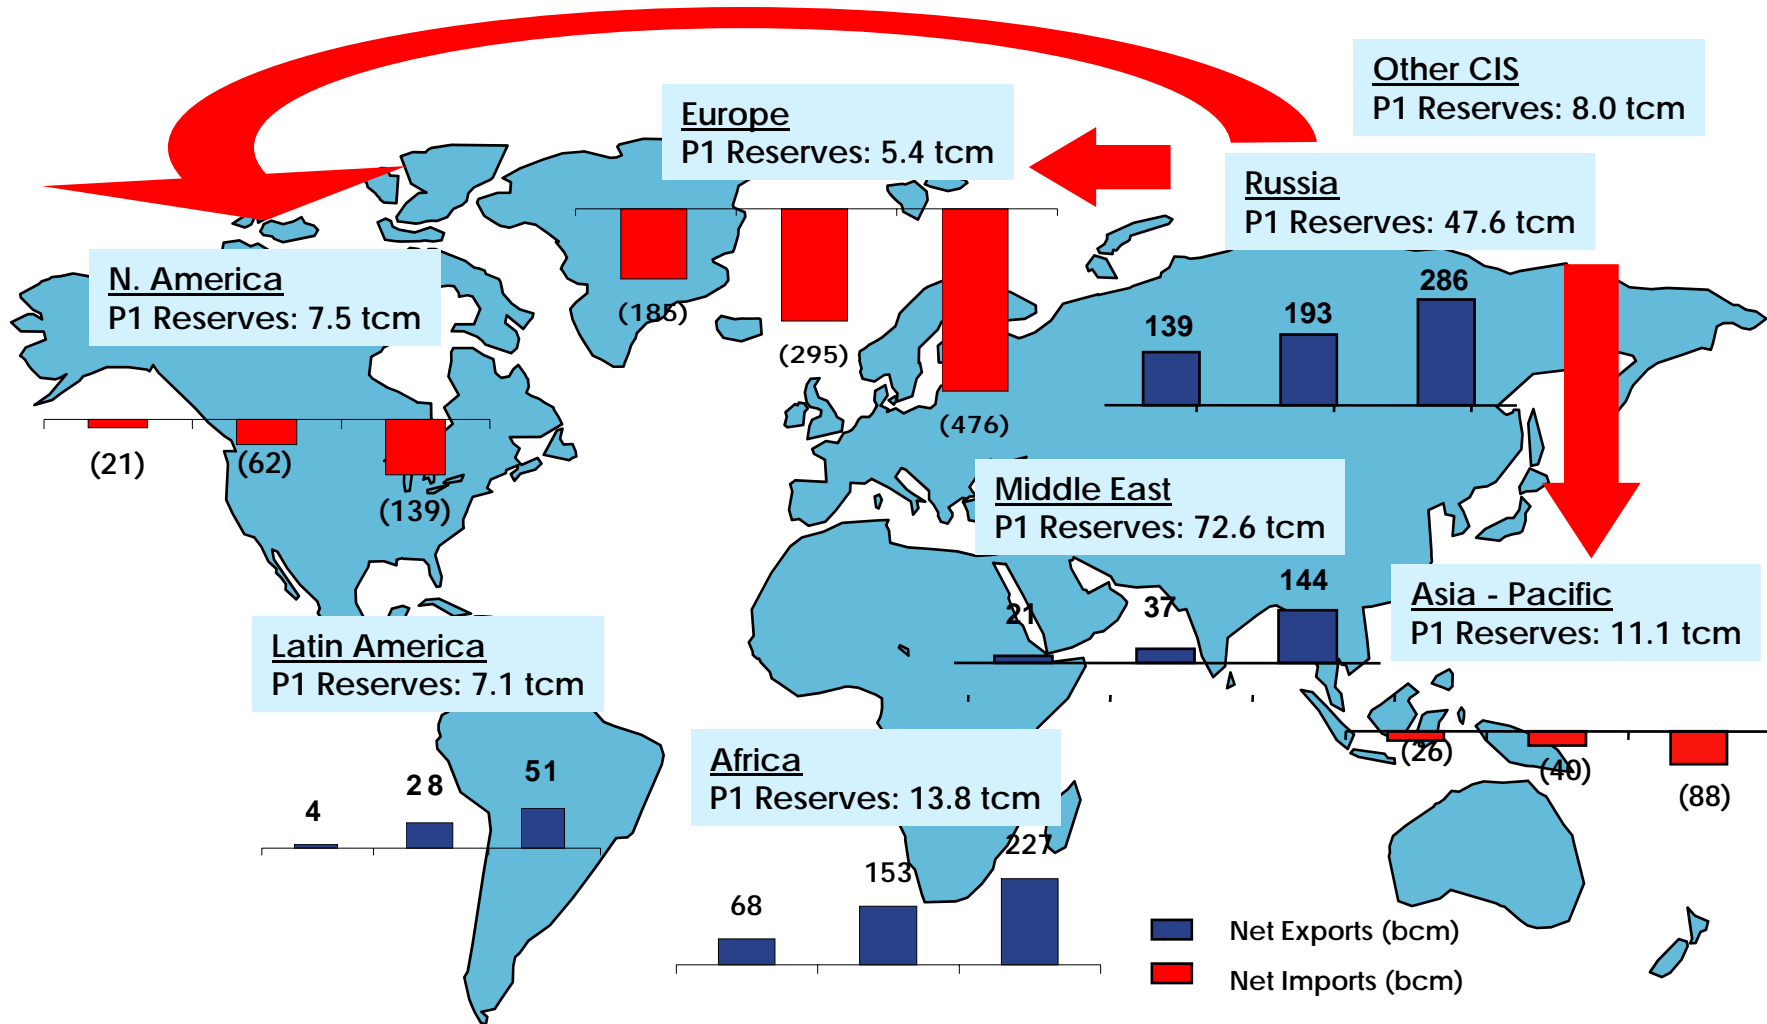 Other CIS
P1 Reserves: 8.0 tcm
Europe
P1 Reserves: 5.4 tcm
Russia
P1 Reserves: 47.6 tcm
N. America
P1 Reserves: 7.5 tcm
(185)
(295)
(476)
139
193
286
(21)
(62)
(139)
Middle East
P1 Reserves: 72.6 tcm
21
37
144
Asia - Pacific
P1 Reserves: 11.1 tcm
Latin America
P1 Reserves: 7.1 tcm
(26)
(40)
(88)
4
28
51
Africa
P1 Reserves: 13.8 tcm
68
153
227
Net Exports (bcm)
Net Imports (bcm)